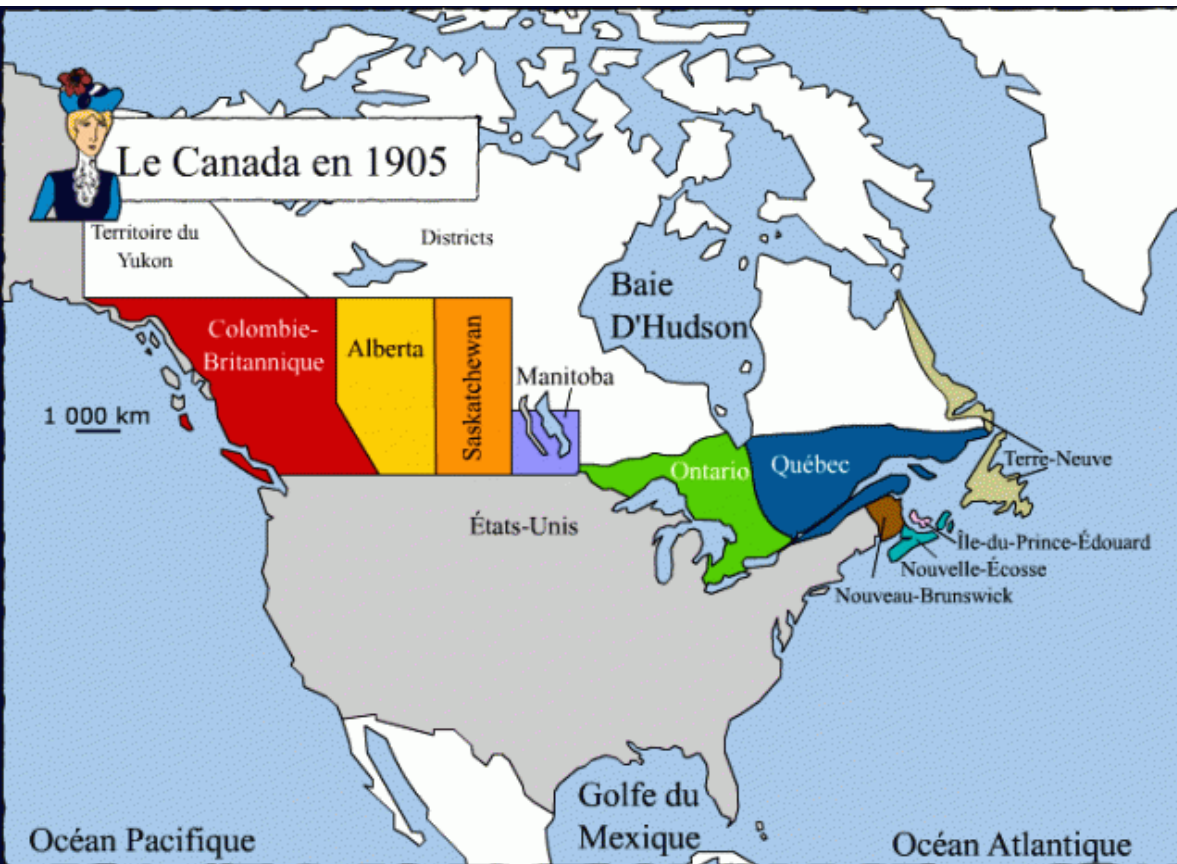 Le Canada en 1905
Territoire du
Yukon
Districts
Baie
D'Hudson
Colombie-
Britannique
Alberta
Saskatchewan
Manitoba
1 000 km
Ontario
Québec
Terre-Neuve
États-Unis
Île-du-Prince-Édouard
Nouvelle-Écosse
Nouveau-Brunswick
Golfe du
Mexique
Océan Pacifique
Océan Atlantique